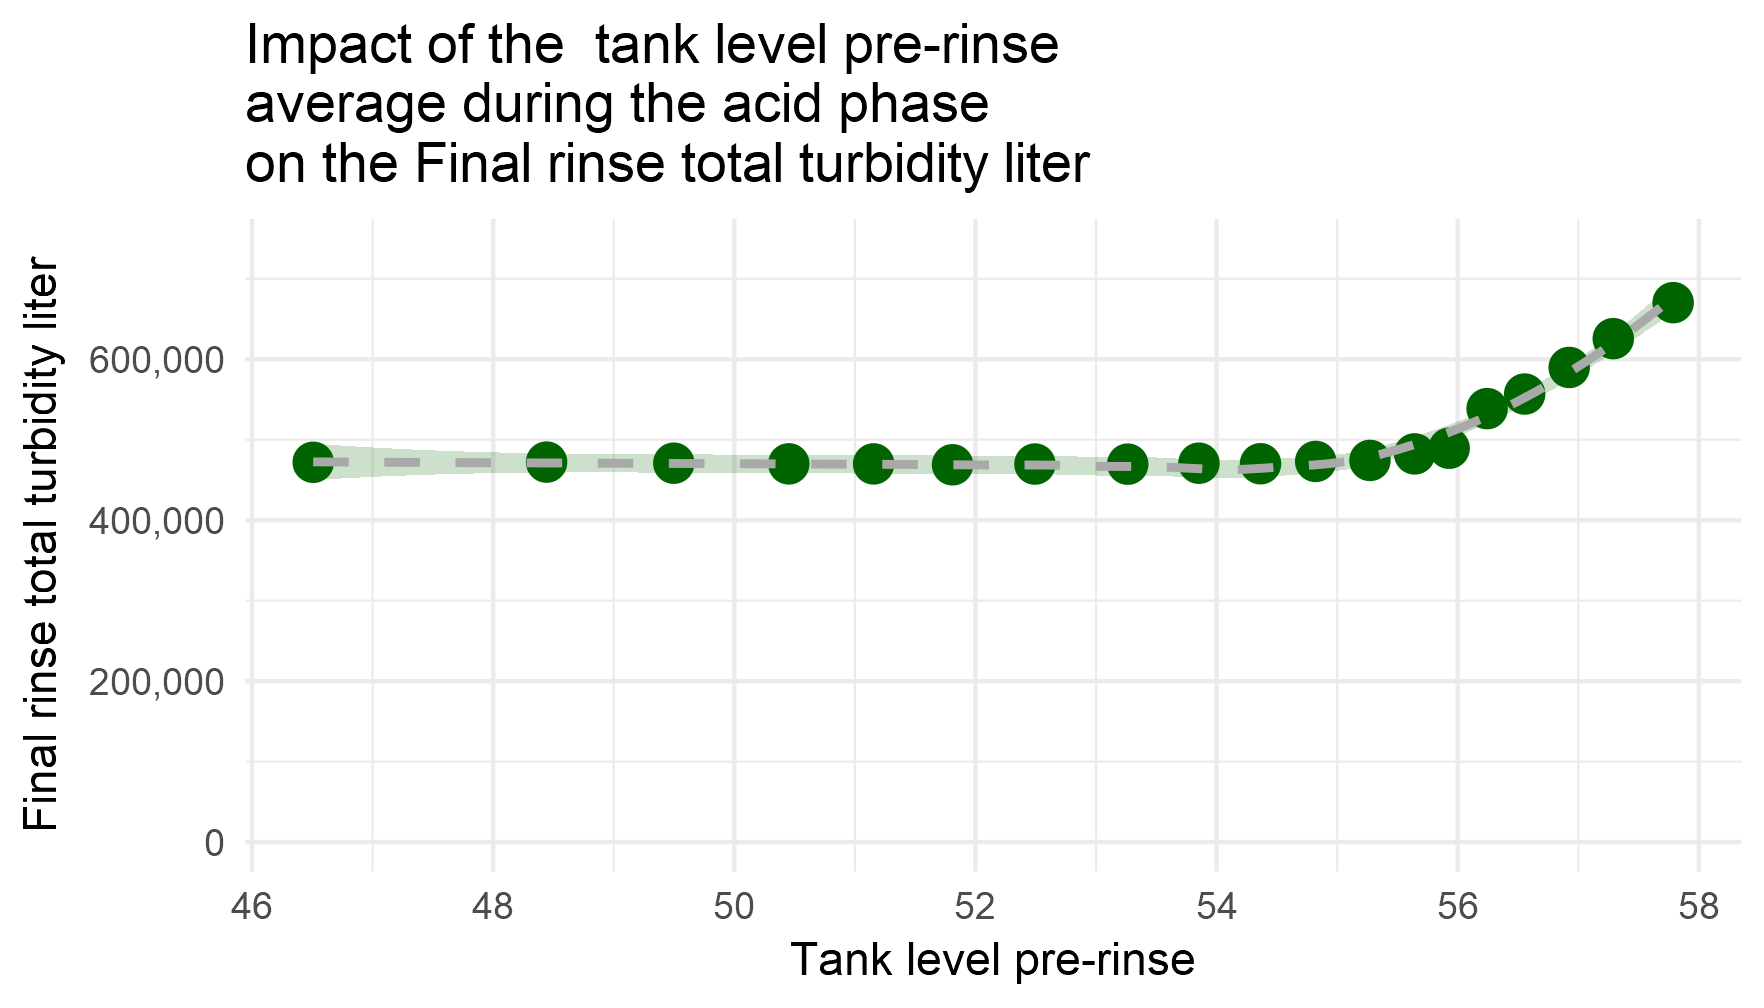 Impact of the  tank level pre-rinse
average during the acid phase
on the Final rinse total turbidity liter
Final rinse total turbidity liter
600,000
400,000
200,000
0
46 48 50 52 54 56 58
Tank level pre-rinse